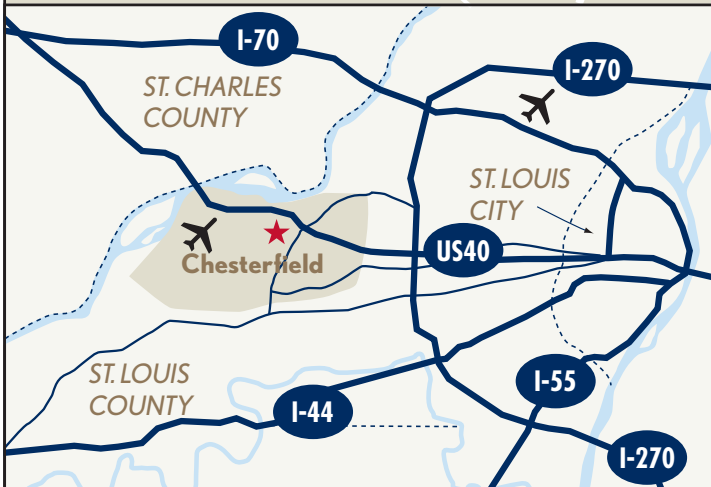 I-70
I-270
ST. CHARLES
COUNTY
ST. LOUIS
CITY
US40
Chesterfield
ST. LOUIS
COUNTY
I-55
I-44
I-270